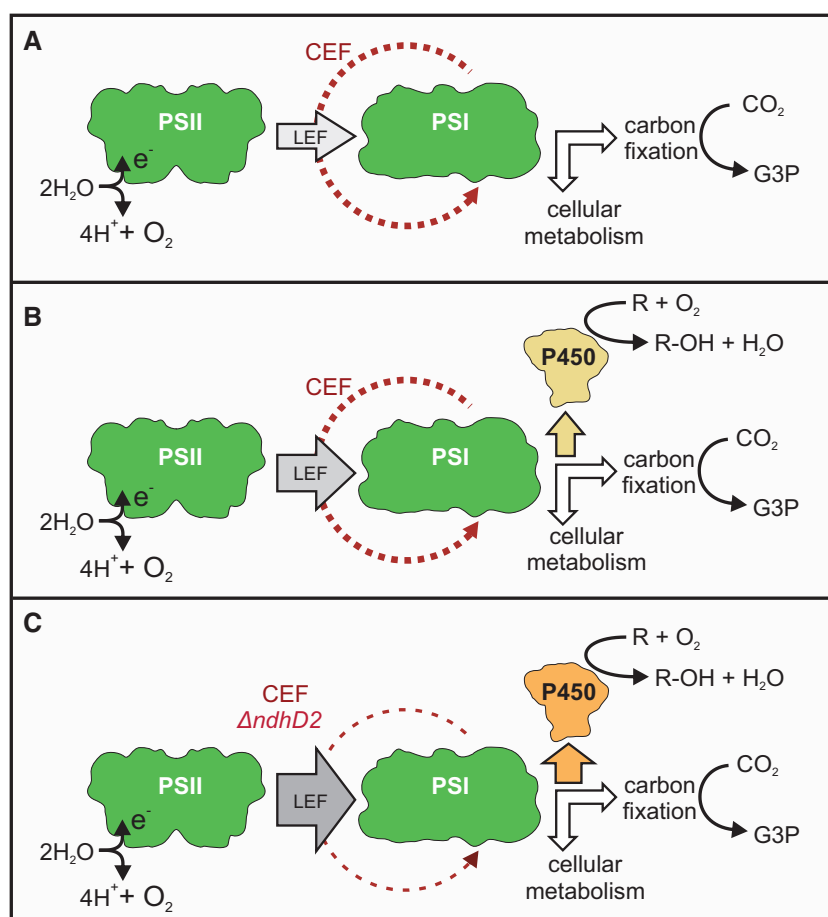 A
CEF
PSII
LEF
PSI
e⁻
2H₂O
4H⁺+ O₂
carbon
fixation
CO₂
G3P
cellular
metabolism
B
R + O₂
P450
R-OH + H₂O
CEF
PSII
LEF
PSI
e⁻
2H₂O
4H⁺+ O₂
carbon
fixation
CO₂
G3P
cellular
metabolism
C
R + O₂
P450
R-OH + H₂O
CEF
ΔndhD2
PSII
LEF
PSI
e⁻
2H₂O
4H⁺+ O₂
carbon
fixation
CO₂
G3P
cellular
metabolism